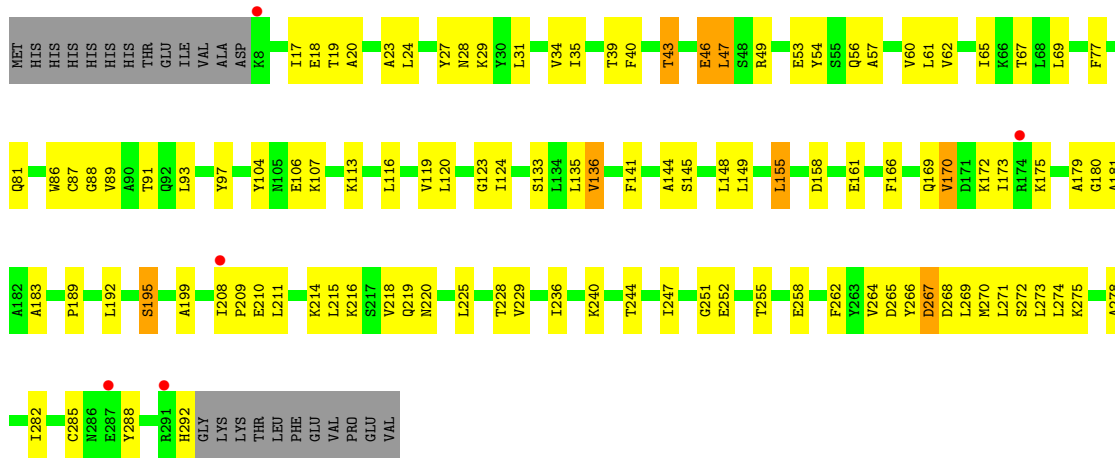 MET HIS HIS HIS HIS HIS HIS THR GLU ILE VAL ALA ASP K8 I17 E18 T19 A20 A23 L24 Y27 N28 K29 Y30 L31 V34 I35 T39 F40 T43 E46 L47 S48 R49 E53 Y54 S55 Q56 A57 V60 L61 V62 I65 K66 T67 L68 L69 F77
Q81 W86 C87 G88 V89 A90 T91 Q92 L93 Y97 Y104 N105 E106 K107 K113 L116 V119 L120 G123 I124 S133 L134 L135 V136 F141 A144 S145 L148 L149 L155 D158 E161 F166 Q169 V170 D171 K172 I173 R174 K175 A179 G180 A181
A182 A183 P189 L192 S195 A199 I208 P209 E210 L211 K214 L215 K216 S217 V218 Q219 N220 L225 T228 V229 I236 K240 T244 I247 G251 E252 T255 E258 F262 Y263 V264 D265 Y266 D267 D268 L269 M270 L271 S272 L273 L274 K275 A278
I282 C285 N286 E287 Y288 R291 H292 GLY LYS LYS THR LEU PHE GLU VAL PRO GLU VAL